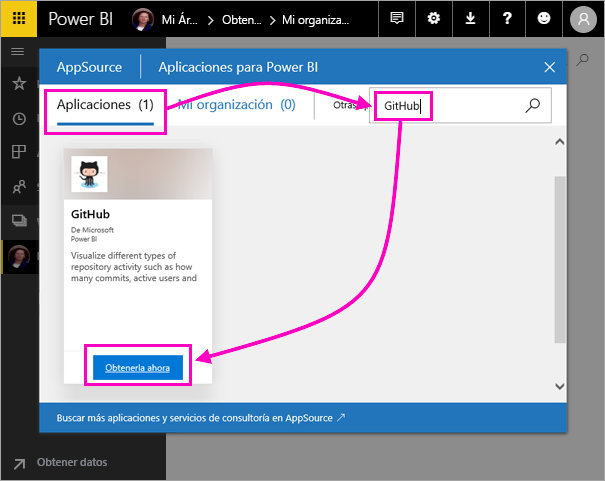 Power BI
Mi Ár...
Obten...
Mi organiza...
AppSource
Aplicaciones para Power BI
Aplicaciones (1)
Mi organización (0)
Otras
GitHub
GitHub
De Microsoft
Power BI
Visualize different types of
repository activity such as how
many commits, active users and
Obtenerla ahora
Buscar más aplicaciones y servicios de consultoría en AppSource
Obtener datos